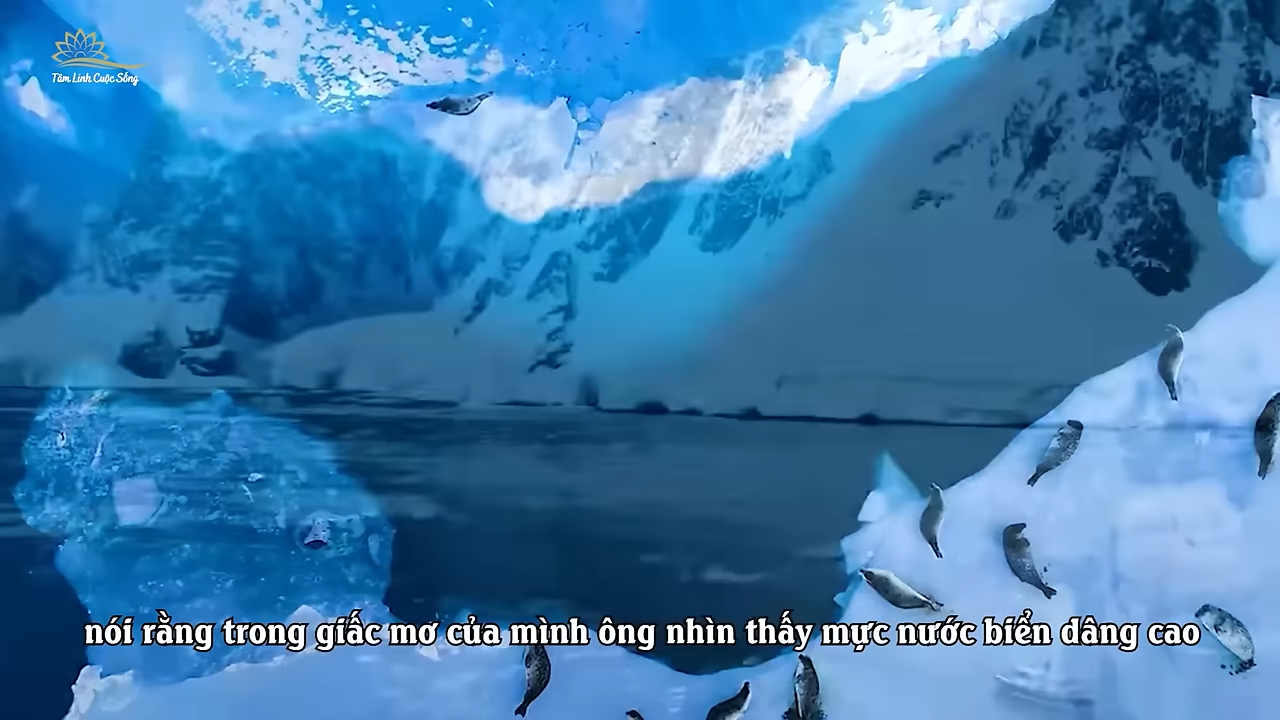 Tâm Linh Cuộc Sống
nói rằng trong giấc mơ của mình ông nhìn thấy mực nước biển dâng cao